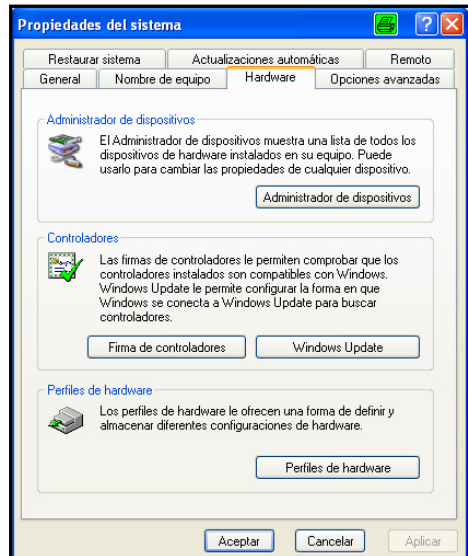 Propiedades del sistema
Restaurar sistema Actualizaciones automáticas Remoto
General Nombre de equipo Hardware Opciones avanzadas
Administrador de dispositivos
El Administrador de dispositivos muestra una lista de todos los
dispositivos de hardware instalados en su equipo. Puede
usarlo para cambiar las propiedades de cualquier dispositivo.
Administrador de dispositivos
Controladores
Las firmas de controladores le permiten comprobar que los
controladores instalados son compatibles con Windows.
Windows Update le permite configurar la forma en que
Windows se conecta a Windows Update para buscar
controladores.
Firma de controladores Windows Update
Perfiles de hardware
Los perfiles de hardware le ofrecen una forma de definir y
almacenar diferentes configuraciones de hardware.
Perfiles de hardware
Aceptar Cancelar Aplicar